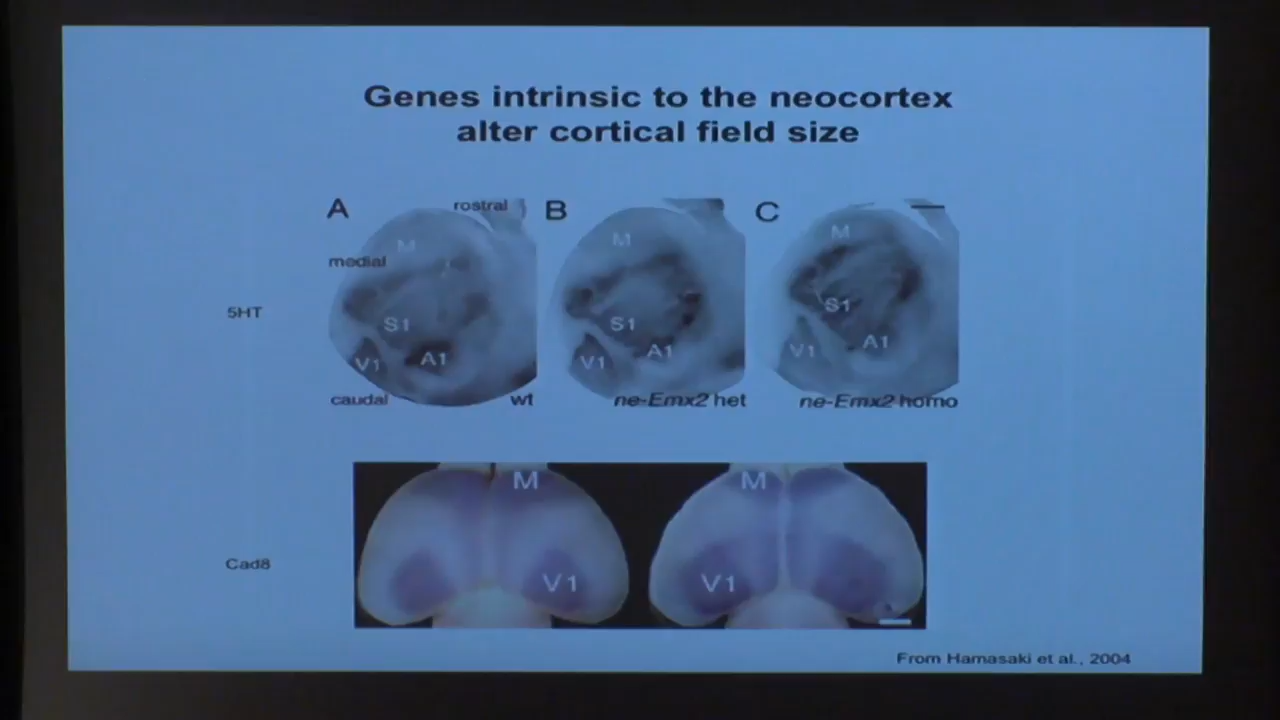 Genes intrinsic to the neocortex
alter cortical field size
A
rostral
B
C
M
M
M
medial
5HT
S1
S1
S1
V1
A1
V1
A1
V1
A1
caudal
wt
ne-Emx2 het
ne-Emx2 homo
M
M
Cad8
V1
V1
From Hamasaki et al., 2004